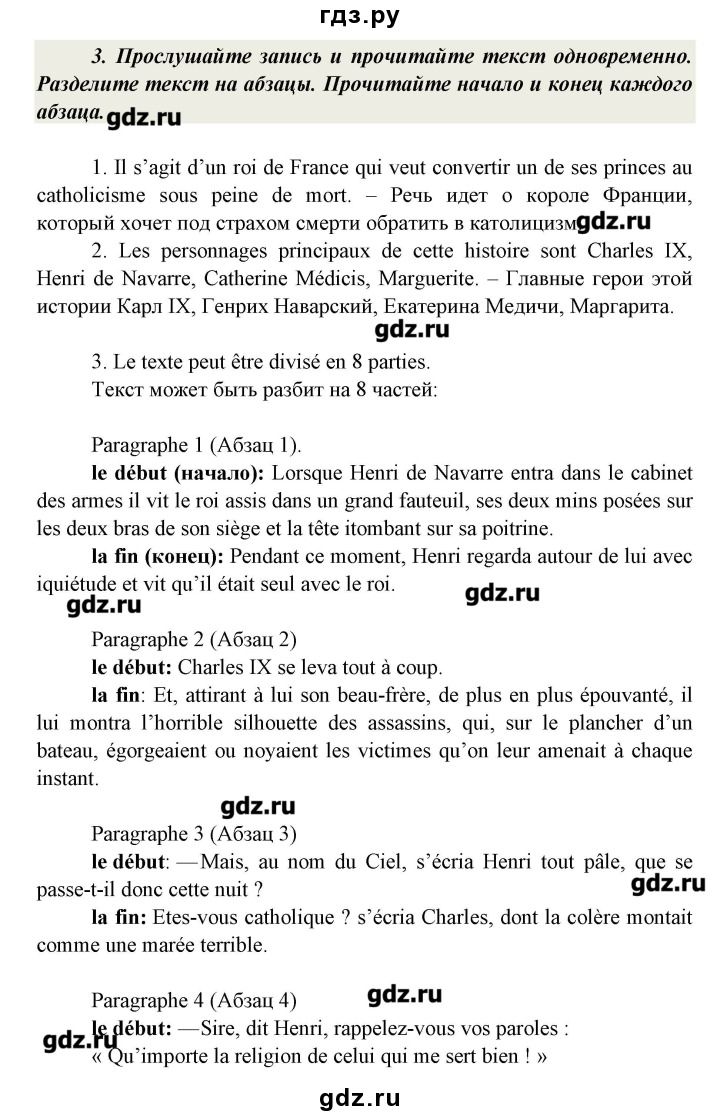 гдз.ру
3. Прослушайте запись и прочитайте текст одновременно.
Разделите текст на абзацы. Прочитайте начало и конец каждого
абзаца.
gdz.ru
1. Il s’agit d’un roi de France qui veut convertir un de ses princes au
catholicisme sous peine de mort. – Речь идет о короле Франции,
который хочет под страхом смерти обратить в католицизм
gdz.ru
2. Les personnages principaux de cette histoire sont Charles IX,
Henri de Navarre, Catherine Médicis, Marguerite. – Главные герои этой
истории Карл IX, Генрих Наварский, Екатерина Медичи, Маргарита.
gdz.ru
3. Le texte peut être divisé en 8 parties.
Текст может быть разбит на 8 частей:
Paragraphe 1 (Абзац 1).
le début (начало): Lorsque Henri de Navarre entra dans le cabinet
des armes il vit le roi assis dans un grand fauteuil, ses deux mins posées sur
les deux bras de son siège et la tête itombant sur sa poitrine.
la fin (конец): Pendant ce moment, Henri regarda autour de lui avec
iquiétude et vit qu’il était seul avec le roi.
gdz.ru
gdz.ru
Paragraphe 2 (Абзац 2)
le début: Charles IX se leva tout à coup.
la fin: Et, attirant à lui son beau-frère, de plus en plus épouvanté, il
lui montra l’horrible silhouette des assassins, qui, sur le plancher d’un
bateau, égorgeaient ou noyaient les victimes qu’on leur amenait à chaque
instant.
gdz.ru
Paragraphe 3 (Абзац 3)
le début: —Mais, au nom du Ciel, s’écria Henri tout pâle, que se
passe-t-il donc cette nuit ?
gdz.ru
la fin: Etes-vous catholique ? s’écria Charles, dont la colère montait
comme une marée terrible.
Paragraphe 4 (Абзац 4)
gdz.ru
le début: —Sire, dit Henri, rappelez-vous vos paroles :
gdz.ru
« Qu’importe la religion de celui qui me sert bien ! »
gdz.ru